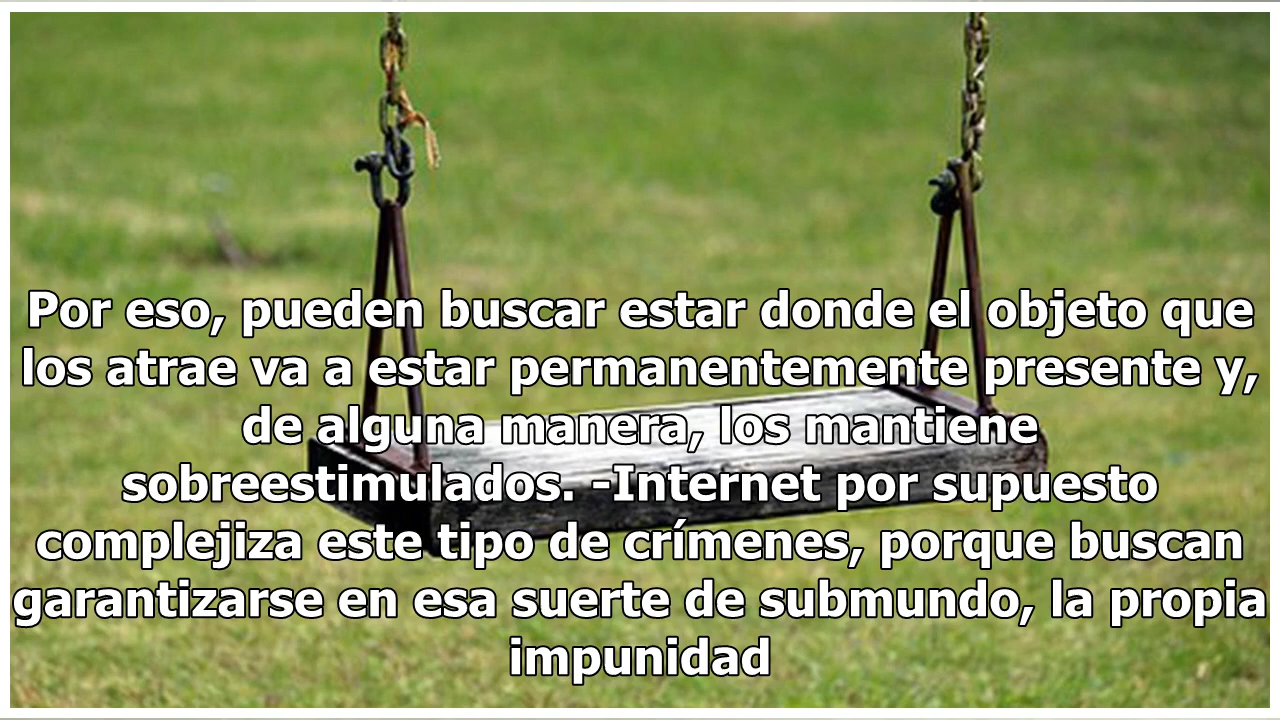 Por eso, pueden buscar estar donde el objeto que
los atrae va a estar permanentemente presente y,
de alguna manera, los mantiene
sobreestimulados. -Internet por supuesto
complejiza este tipo de crímenes, porque buscan
garantizarse en esa suerte de submundo, la propia
impunidad